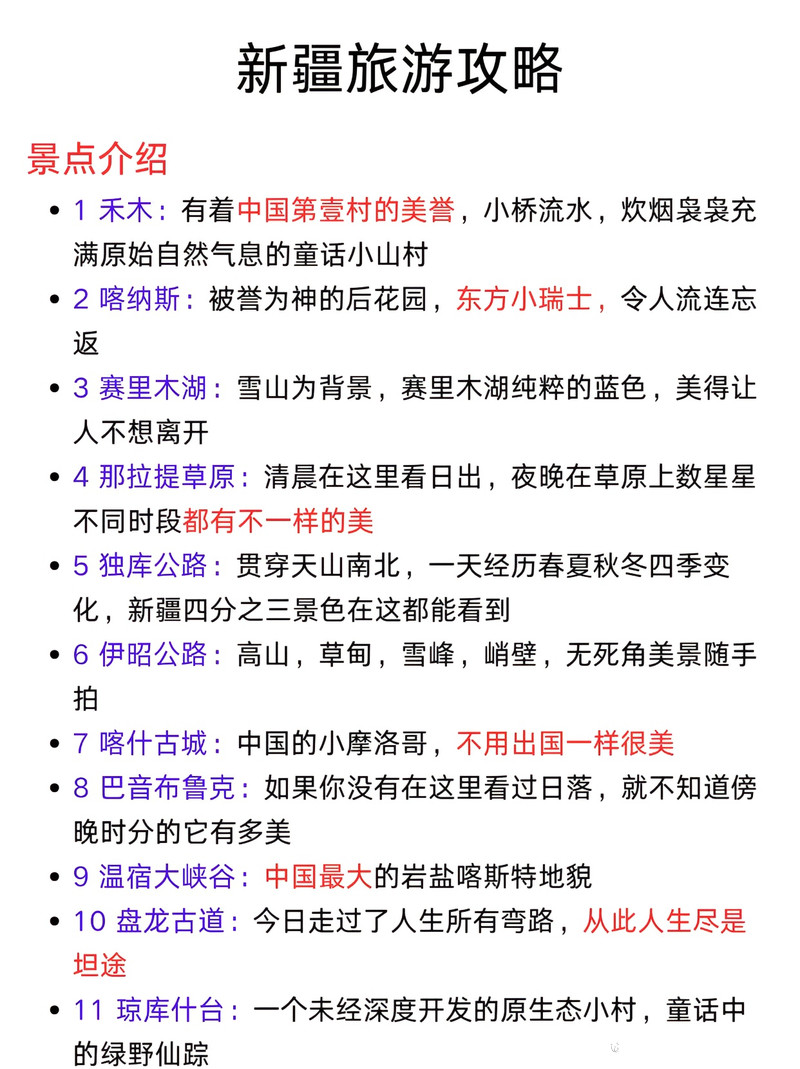 新疆旅游攻略
景点介绍
• 1 禾木：有着中国第壹村的美誉，小桥流水，炊烟袅袅充
满原始自然气息的童话小山村
• 2 喀纳斯：被誉为神的后花园，东方小瑞士，令人流连忘
返
• 3 赛里木湖：雪山为背景，赛里木湖纯粹的蓝色，美得让
人不想离开
• 4 那拉提草原：清晨在这里看日出，夜晚在草原上数星星
不同时段都有不一样的美
• 5 独库公路：贯穿天山南北，一天经历春夏秋冬四季变
化，新疆四分之三景色在这都能看到
• 6 伊昭公路：高山，草甸，雪峰，峭壁，无死角美景随手
拍
• 7 喀什古城：中国的小摩洛哥，不用出国一样很美
• 8 巴音布鲁克：如果你没有在这里看过日落，就不知道傍
晚时分的它有多美
• 9 温宿大峡谷：中国最大的岩盐喀斯特地貌
• 10 盘龙古道：今日走过了人生所有弯路，从此人生尽是
坦途
• 11 琼库什台：一个未经深度开发的原生态小村，童话中
的绿野仙踪